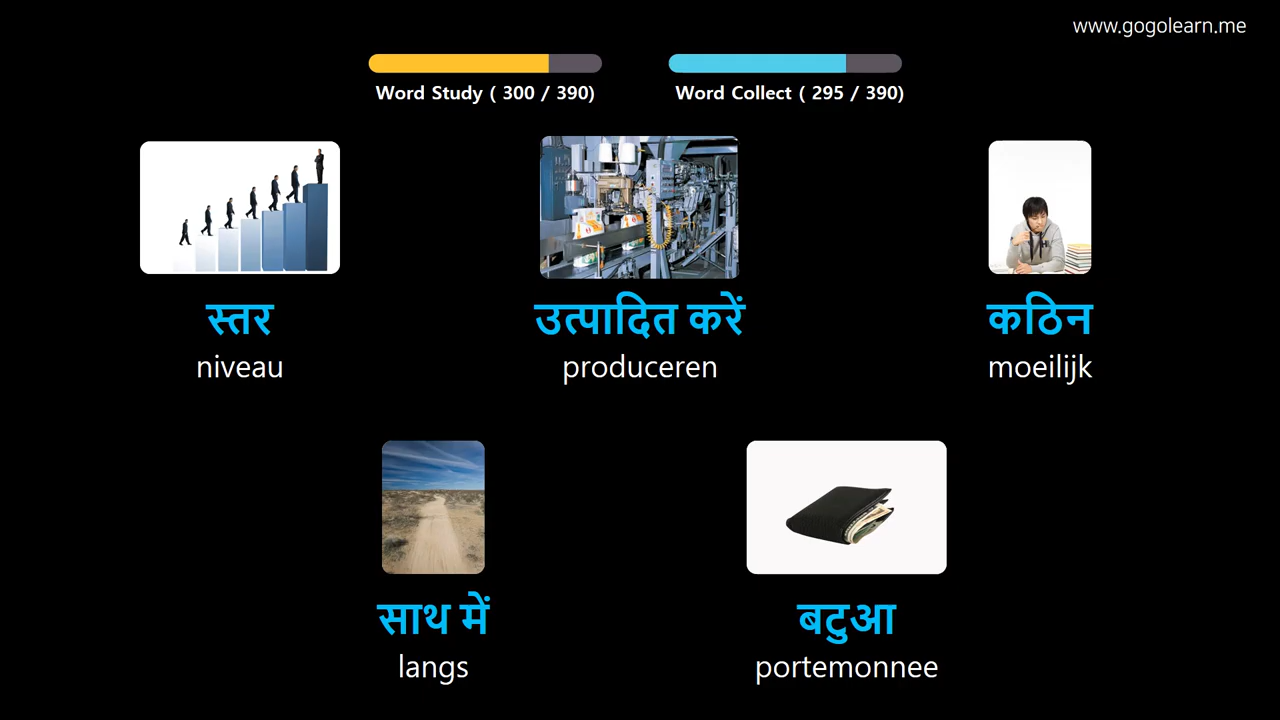 www.gogolearn.me
Word Study ( 300 / 390)
Word Collect ( 295 / 390)
स्तर
niveau
उत्पादित करें
produceren
कठिन
moeilijk
साथ में
langs
बटुआ
portemonnee